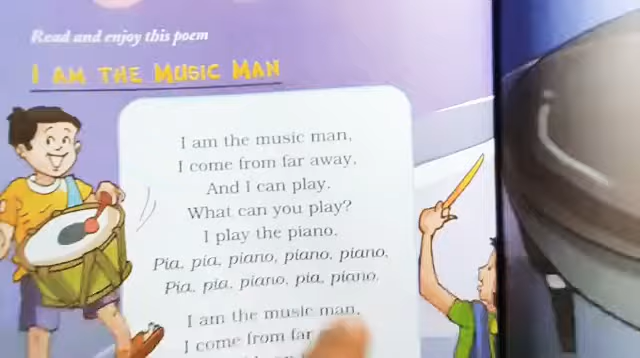 Read and enjoy this poem
I AM THE MUSIC MAN
I am the music man,
I come from far away.
And I can play.
What can you play?
I play the piano.
Pia, pia, piano, piano, piano,
Pia, pia, piano, pia, piano.
I am the music man,
I come from far